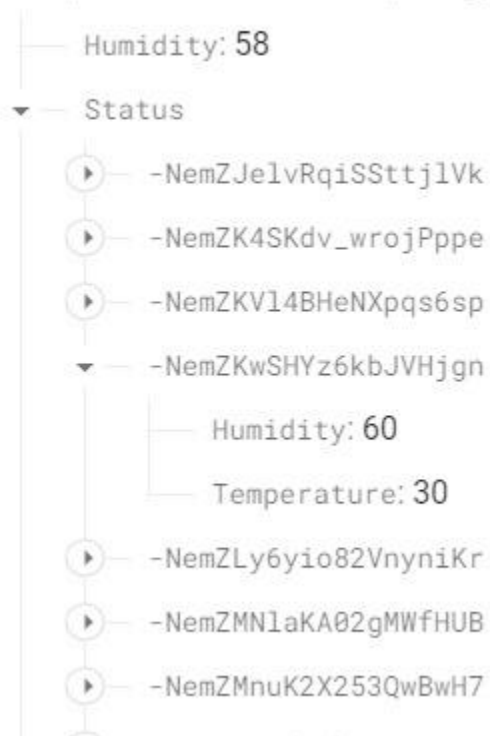 Humidity: 58
Status
-NemZJelvRqiSSttjlVk
-NemZK4SKdv_wrojPppe
-NemZKVl4BHeNXpqs6sp
-NemZKwSHYz6kbJVHjgn
Humidity: 60
Temperature: 30
-NemZLy6yio82VnyniKr
-NemZMNlaKA02gMWfHUB
-NemZMnuK2X253QwBwH7